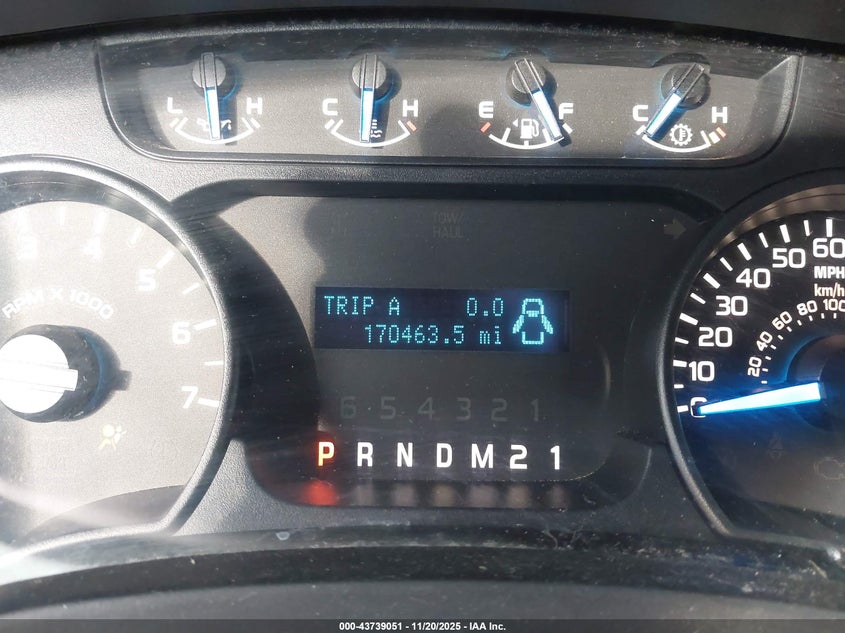 L H C H E F C H
TOW/
HAUL
3 4 5 6 7
RPM X 1000
TRIP A 0.0
170463.5 mi
6 5 4 3 2 1
P R N D M 2 1
0 10 20 30 40 50 60
MPH
km/h
20 40 60 80 100
000-43739051 - 11/20/2025 - IAA Inc.